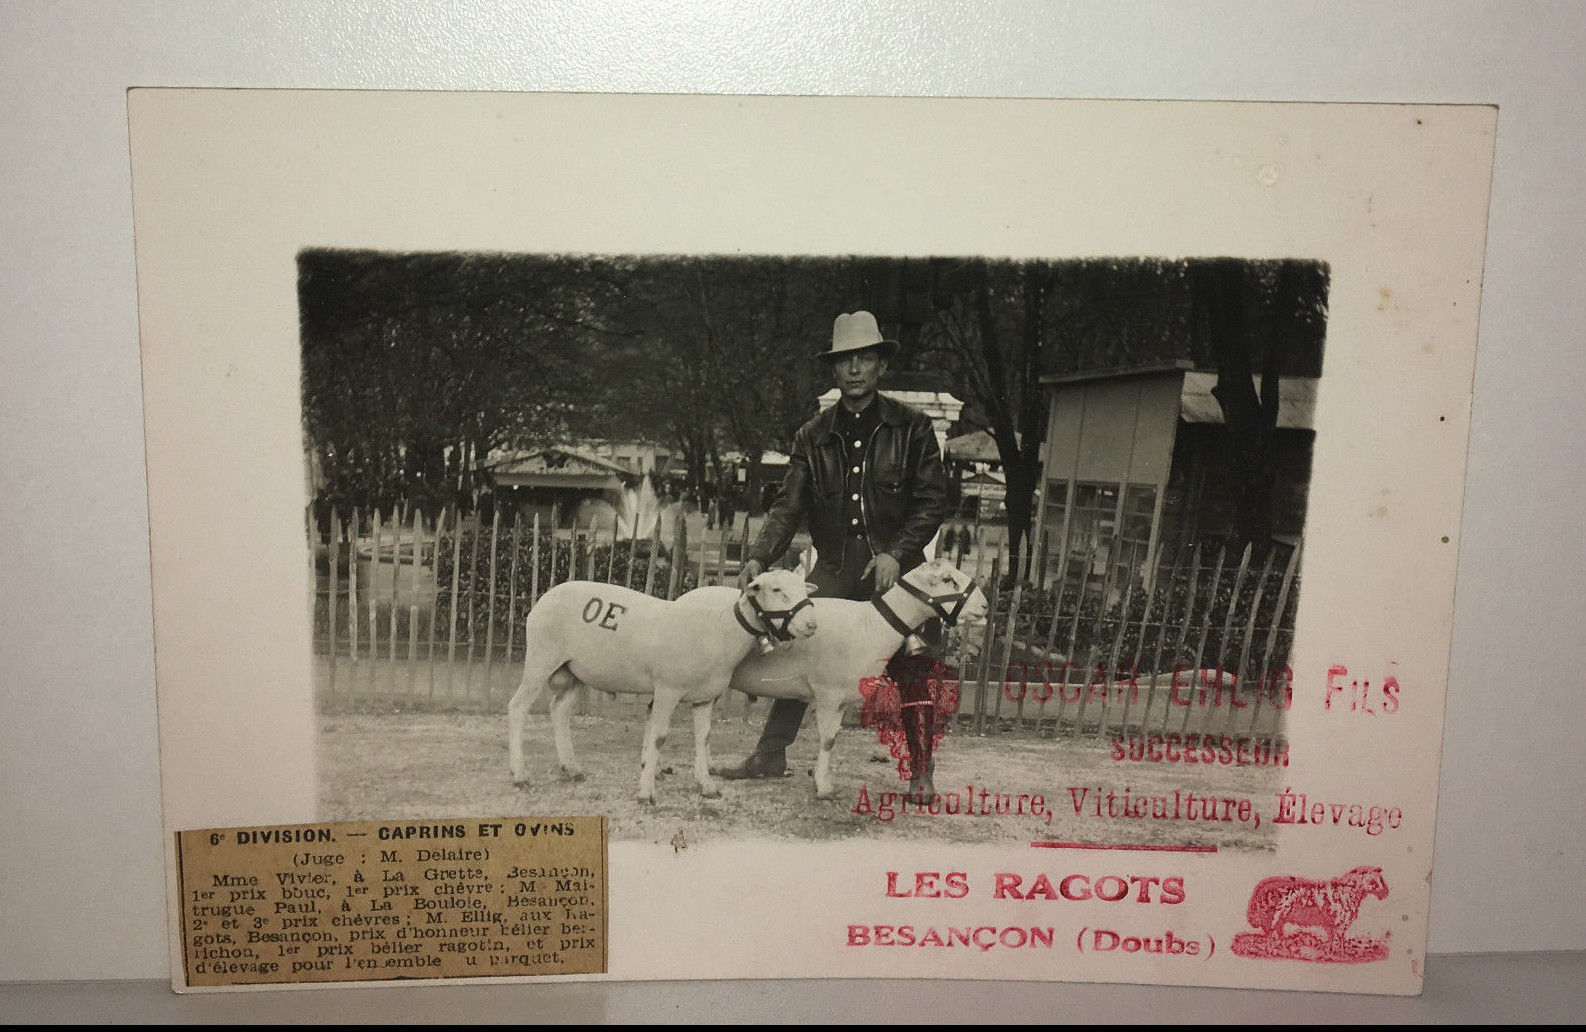 OE
OSCAR EHLIG FILS
SUCCESSEUR
Agriculture, Viticulture, Élevage
LES RAGOTS
BESANÇON (Doubs)
6e DIVISION. — CAPRINS ET OVINS
(Juge : M. Delaire)
Mme Vivier, à La Grette, Besançon,
1er prix bouc, 1er prix chèvre ; M. Mai-
trugue Paul, à La Bouloie, Besançon,
2e et 3e prix chèvres ; M. Ellig, aux Ra-
gots, Besançon, prix d'honneur bélier ber-
richon, 1er prix bélier ragotin, et prix
d'élevage pour l'ensemble u parquet.